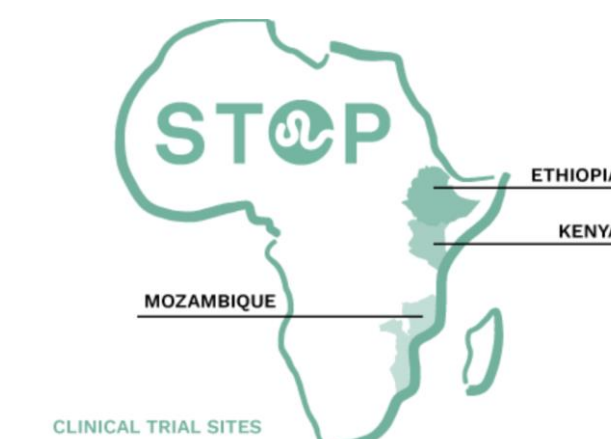 STOP
ETHIOPIA
KENYA
MOZAMBIQUE
CLINICAL TRIAL SITES